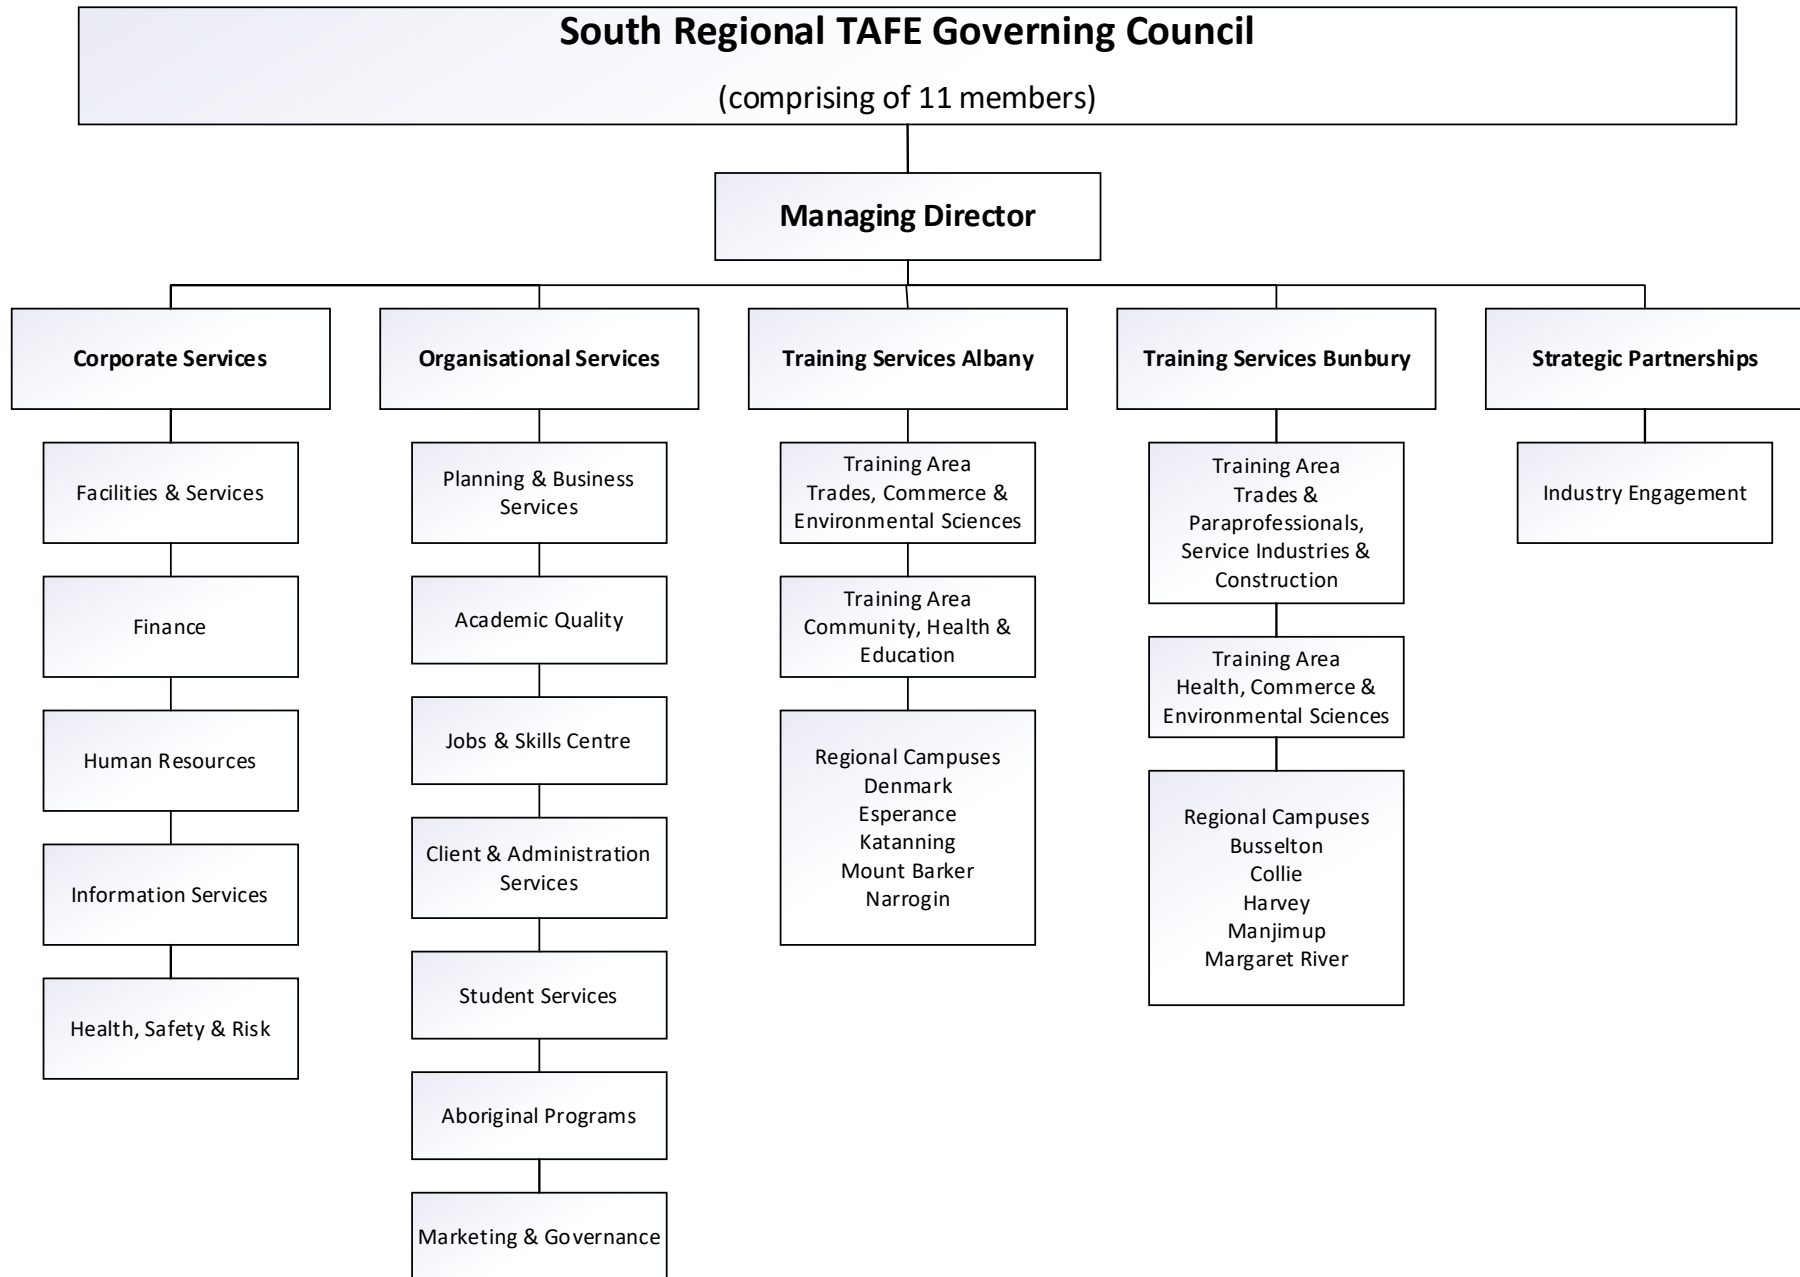 South Regional TAFE Governing Council
(comprising of 11 members)
Managing Director
Corporate Services
Facilities & Services
Finance
Human Resources
Information Services
Health, Safety & Risk
Organisational Services
Planning & Business
Services
Academic Quality
Jobs & Skills Centre
Client & Administration
Services
Student Services
Aboriginal Programs
Marketing & Governance
Training Services Albany
Training Area
Trades, Commerce &
Environmental Sciences
Training Area
Community, Health &
Education
Regional Campuses
Denmark
Esperance
Katanning
Mount Barker
Narrogin
Training Services Bunbury
Training Area
Trades &
Paraprofessionals,
Service Industries &
Construction
Training Area
Health, Commerce &
Environmental Sciences
Regional Campuses
Busselton
Collie
Harvey
Manjimup
Margaret River
Strategic Partnerships
Industry Engagement